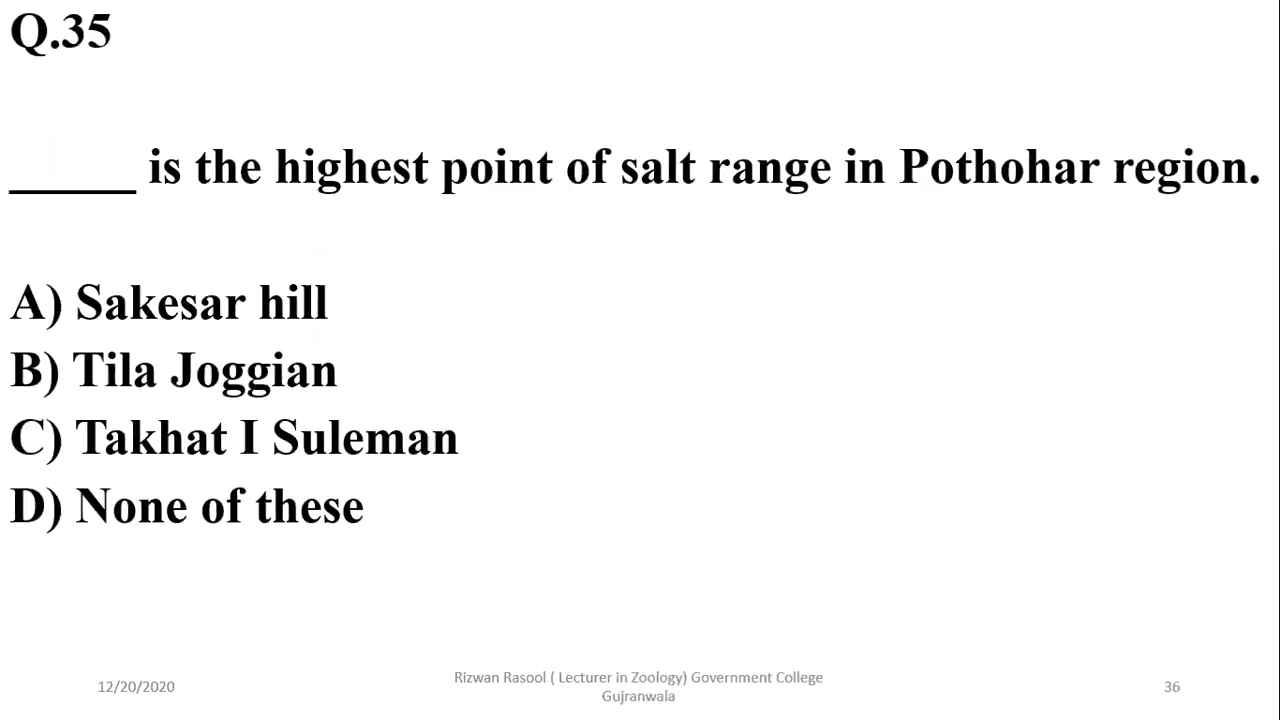 Q.35
_____ is the highest point of salt range in Pothohar region.
A) Sakesar hill
B) Tila Joggian
C) Takhat I Suleman
D) None of these
12/20/2020
Rizwan Rasool ( Lecturer in Zoology) Government College
Gujranwala
36